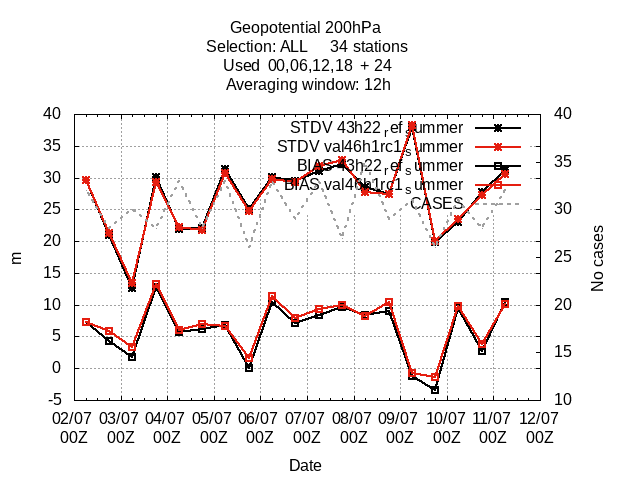 Geopotential 200hPa
Selection: ALL 34 stations
Used 00,06,12,18 + 24
Averaging window: 12h
STDV 43h22_ref_summer
STDV val46h1rc1_summer
BIAS 43h22_ref_summer
BIAS val46h1rc1_summer
CASES
40
35
30
25
20
15
10
5
0
-5
40
35
30
25
20
15
10
m
No cases
02/07 03/07 04/07 05/07 06/07 07/07 08/07 09/07 10/07 11/07 12/07
00Z 00Z 00Z 00Z 00Z 00Z 00Z 00Z 00Z 00Z 00Z
Date